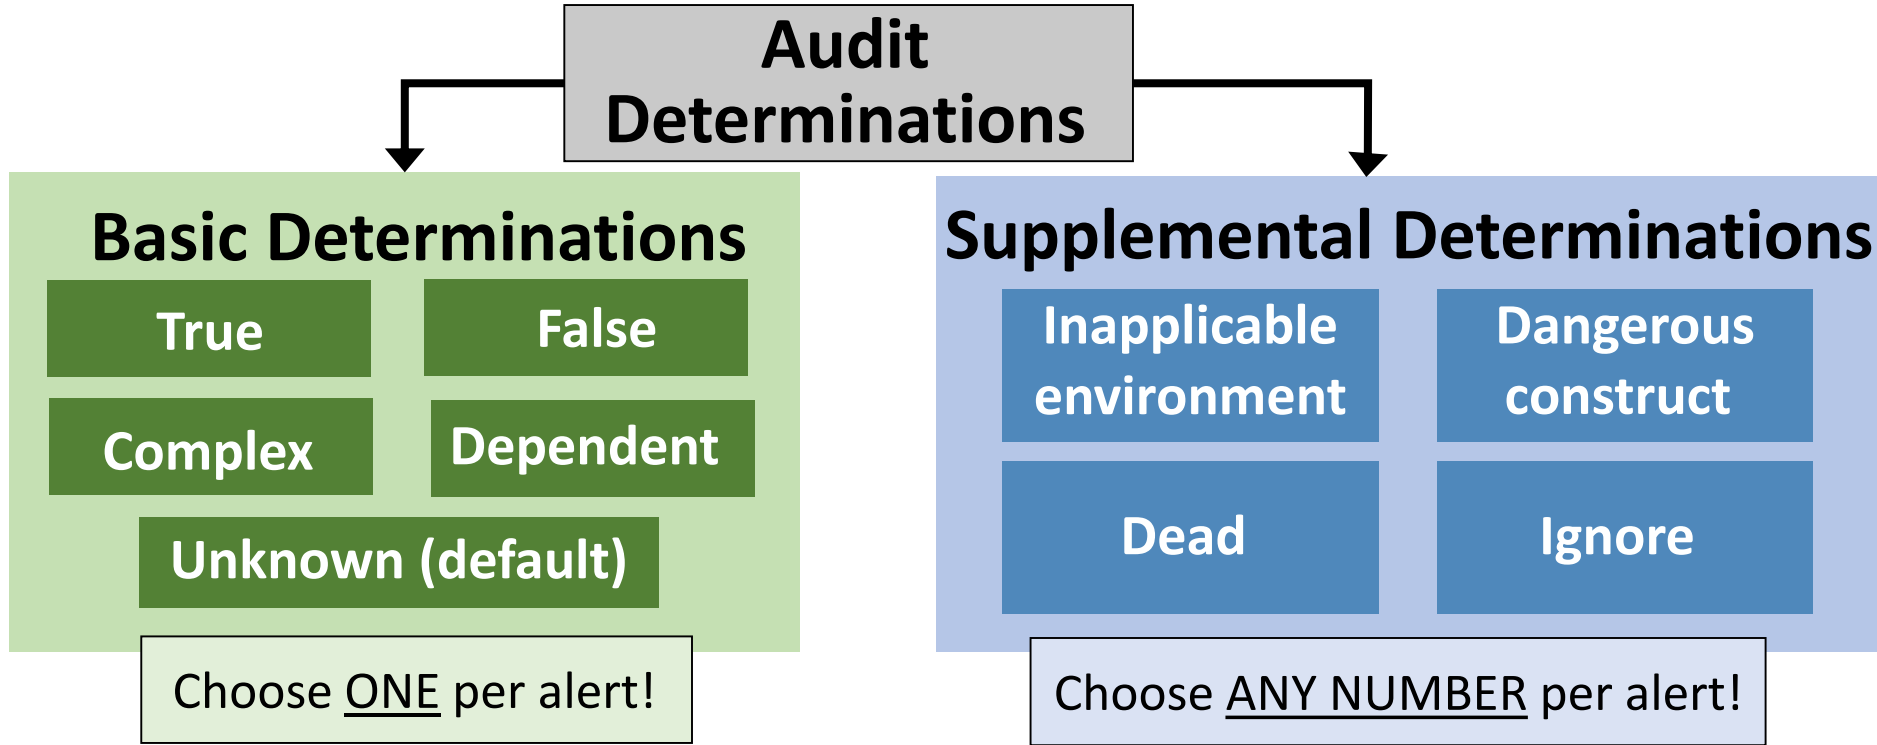 Audit
Determinations
Basic Determinations
True
False
Complex
Dependent
Unknown (default)
Choose ONE per alert!
Supplemental Determinations
Inapplicable
environment
Dangerous
construct
Dead
Ignore
Choose ANY NUMBER per alert!